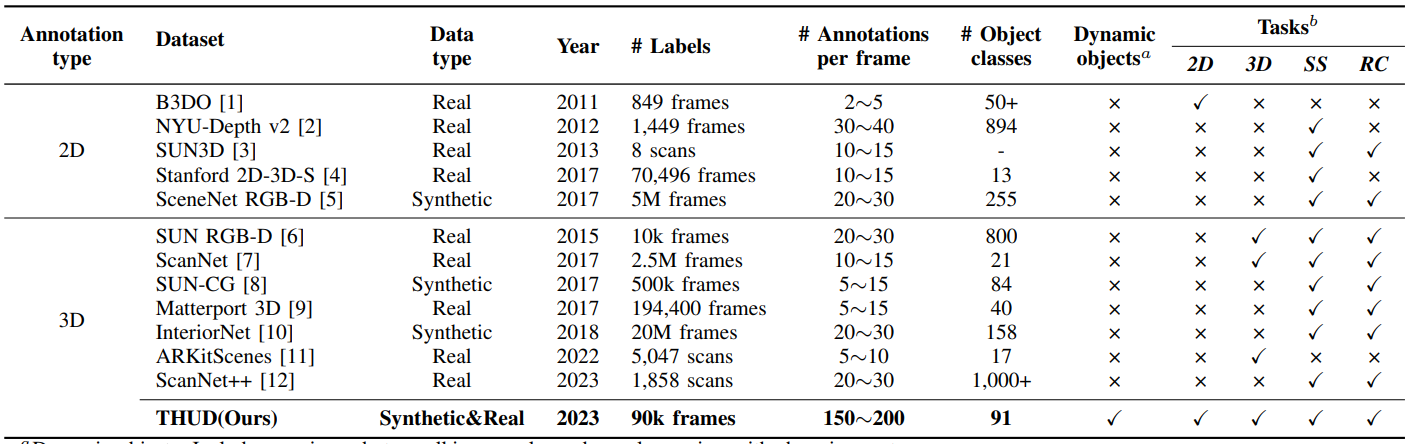 Annotation type Dataset Data type Year # Labels # Annotations per frame # Object classes Dynamic objectsᵃ Tasksᵇ
2D 3D SS RC
2D
B3DO [1] Real 2011 849 frames 2∼5 50+ × ✓ × × ×
NYU-Depth v2 [2] Real 2012 1,449 frames 30∼40 894 × × × ✓ ×
SUN3D [3] Real 2013 8 scans 10∼15 - × × × ✓ ✓
Stanford 2D-3D-S [4] Real 2017 70,496 frames 10∼15 13 × × × ✓ ×
SceneNet RGB-D [5] Synthetic 2017 5M frames 20∼30 255 × × × ✓ ✓
3D
SUN RGB-D [6] Real 2015 10k frames 20∼30 800 × × ✓ ✓ ✓
ScanNet [7] Real 2017 2.5M frames 10∼15 21 × × ✓ ✓ ✓
SUN-CG [8] Synthetic 2017 500k frames 5∼15 84 × × × ✓ ✓
Matterport 3D [9] Real 2017 194,400 frames 5∼15 40 × × × ✓ ✓
InteriorNet [10] Synthetic 2018 20M frames 20∼30 158 × × × ✓ ✓
ARKitScenes [11] Real 2022 5,047 scans 5∼10 17 × × ✓ × ×
ScanNet++ [12] Real 2023 1,858 scans 20∼30 1,000+ × × × ✓ ✓
THUD(Ours) Synthetic&Real 2023 90k frames 150∼200 91 ✓ ✓ ✓ ✓ ✓